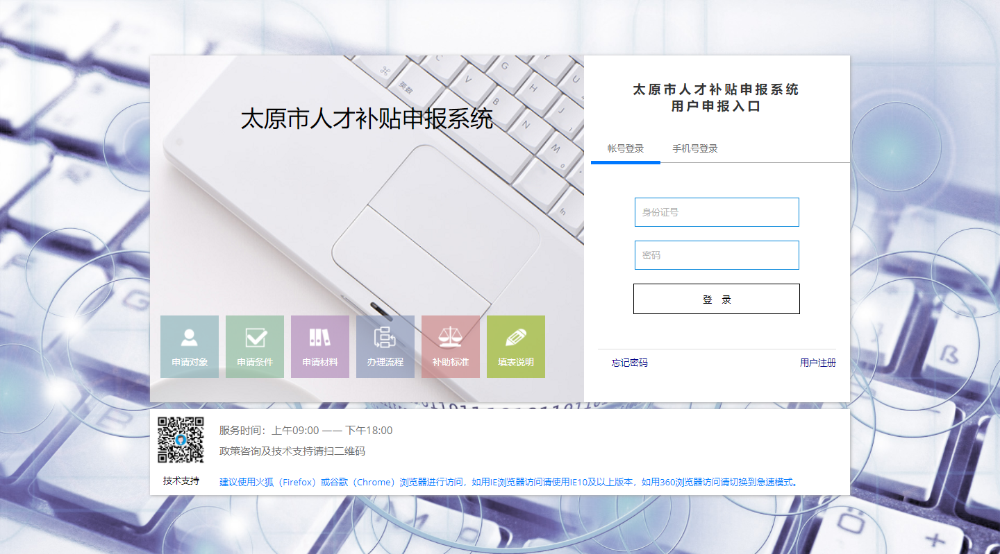 太原市人才补贴申报系统
太原市人才补贴申报系统
用户申报入口
帐号登录
手机号登录
身份证号
密码
登 录
忘记密码
用户注册
申请对象
申请条件
申请材料
办理流程
补助标准
填表说明
服务时间：上午09:00 —— 下午18:00
政策咨询及技术支持请扫二维码
技术支持
建议使用火狐（Firefox）或谷歌（Chrome）浏览器进行访问，如用IE浏览器访问请使用IE10及以上版本，如用360浏览器访问请切换到急速模式。